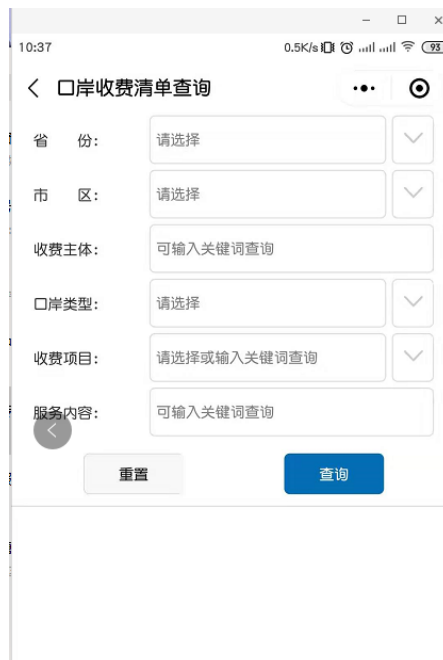 10:37 0.5K/s 93
口岸收费清单查询
省 份: 请选择
市 区: 请选择
收费主体: 可输入关键词查询
口岸类型: 请选择
收费项目: 请选择或输入关键词查询
服务内容: 可输入关键词查询
重置 查询